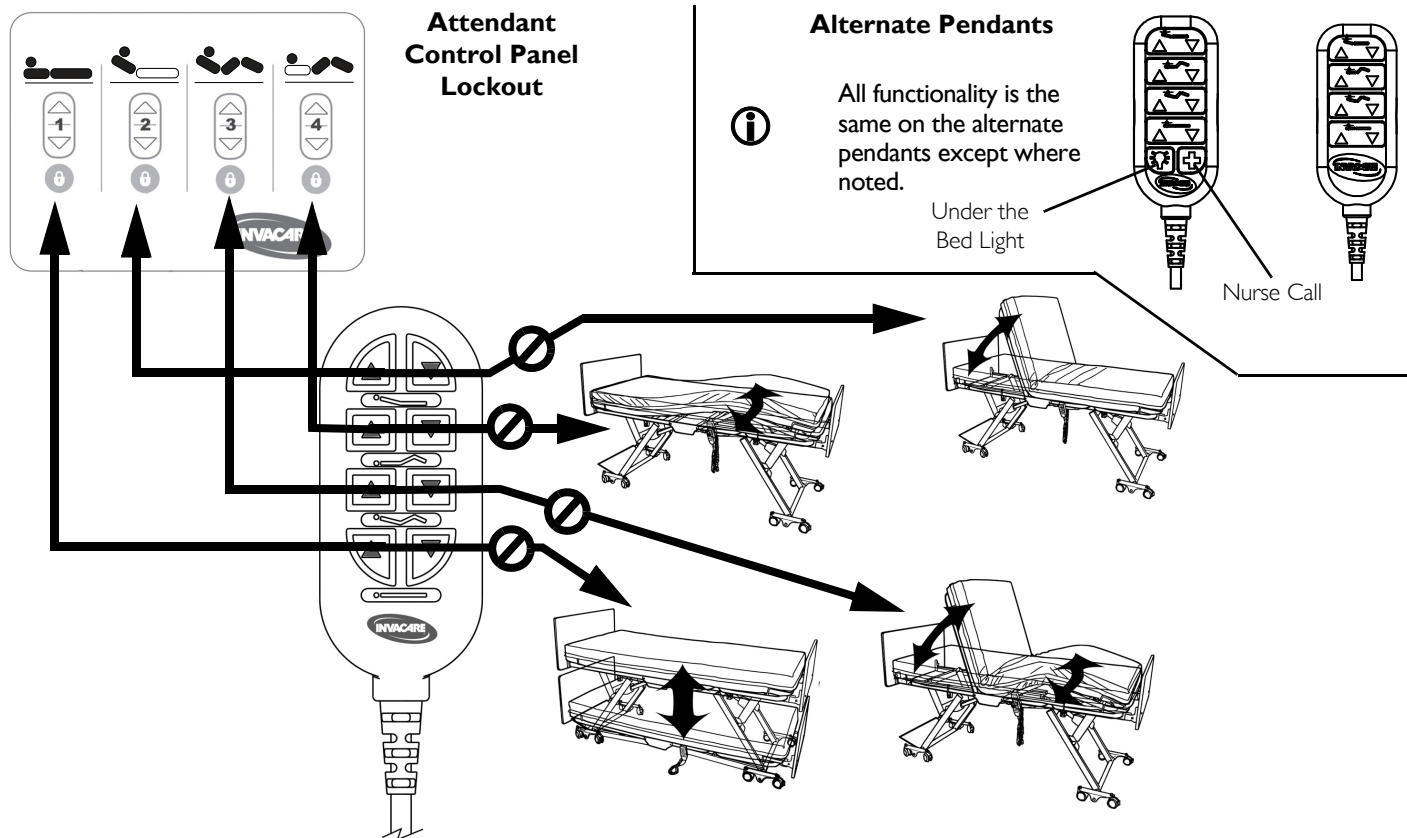 Attendant
Control Panel
Lockout
1
2
3
4
INVACARE
Alternate Pendants
All functionality is the
same on the alternate
pendants except where
noted.
Under the
Bed Light
Nurse Call
INVACARE
INVACARE